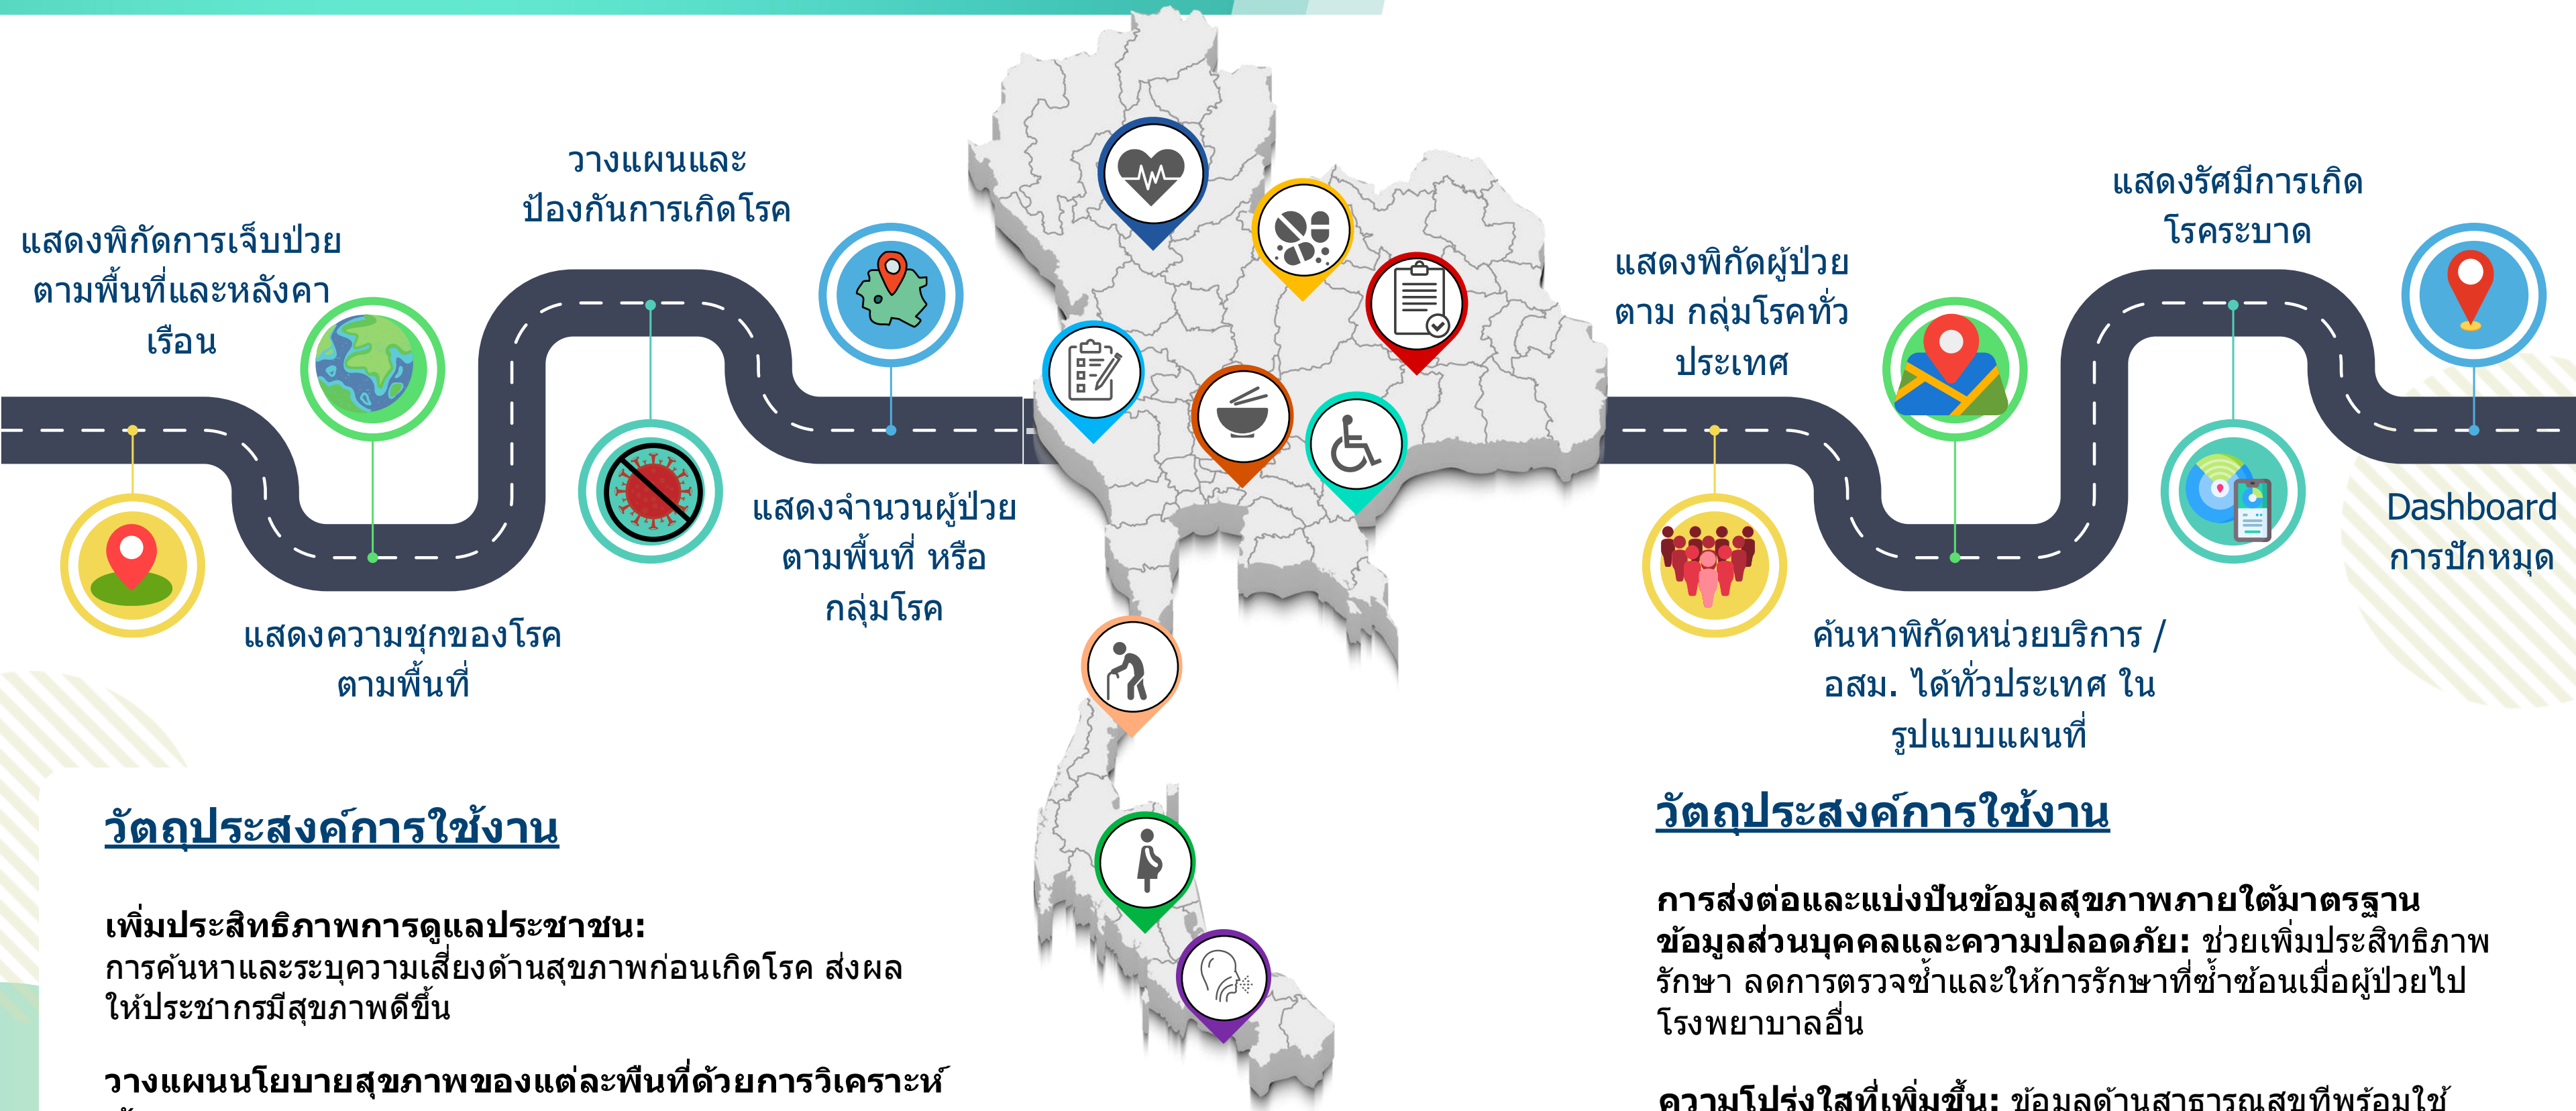 แสดงพิกัดการเจ็บป่วย
ตามพื้นที่และหลังคา
เรือน
แสดงความชุกของโรค
ตามพื้นที่
วางแผนและ
ป้องกันการเกิดโรค
แสดงจำนวนผู้ป่วย
ตามพื้นที่ หรือ
กลุ่มโรค
แสดงพิกัดผู้ป่วย
ตาม กลุ่มโรคทั่ว
ประเทศ
ค้นหาพิกัดหน่วยบริการ /
อสม. ได้ทั่วประเทศ ใน
รูปแบบแผนที่
แสดงรัศมีการเกิด
โรคระบาด
Dashboard
การปักหมุด
วัตถุประสงค์การใช้งาน
เพิ่มประสิทธิภาพการดูแลประชาชน:
การค้นหาและระบุความเสี่ยงด้านสุขภาพก่อนเกิดโรค ส่งผล
ให้ประชากรมีสุขภาพดีขึ้น
วางแผนนโยบายสุขภาพของแต่ละพื้นที่ด้วยการวิเคราะห์
วัตถุประสงค์การใช้งาน
การส่งต่อและแบ่งปันข้อมูลสุขภาพภายใต้มาตรฐาน
ข้อมูลส่วนบุคคลและความปลอดภัย: ช่วยเพิ่มประสิทธิภาพ
รักษา ลดการตรวจซ้ำและให้การรักษาที่ซ้ำซ้อนเมื่อผู้ป่วยไป
โรงพยาบาลอื่น
ความโปร่งใสที่เพิ่มขึ้น: ข้อมูลด้านสาธารณสุขที่พร้อมใช้